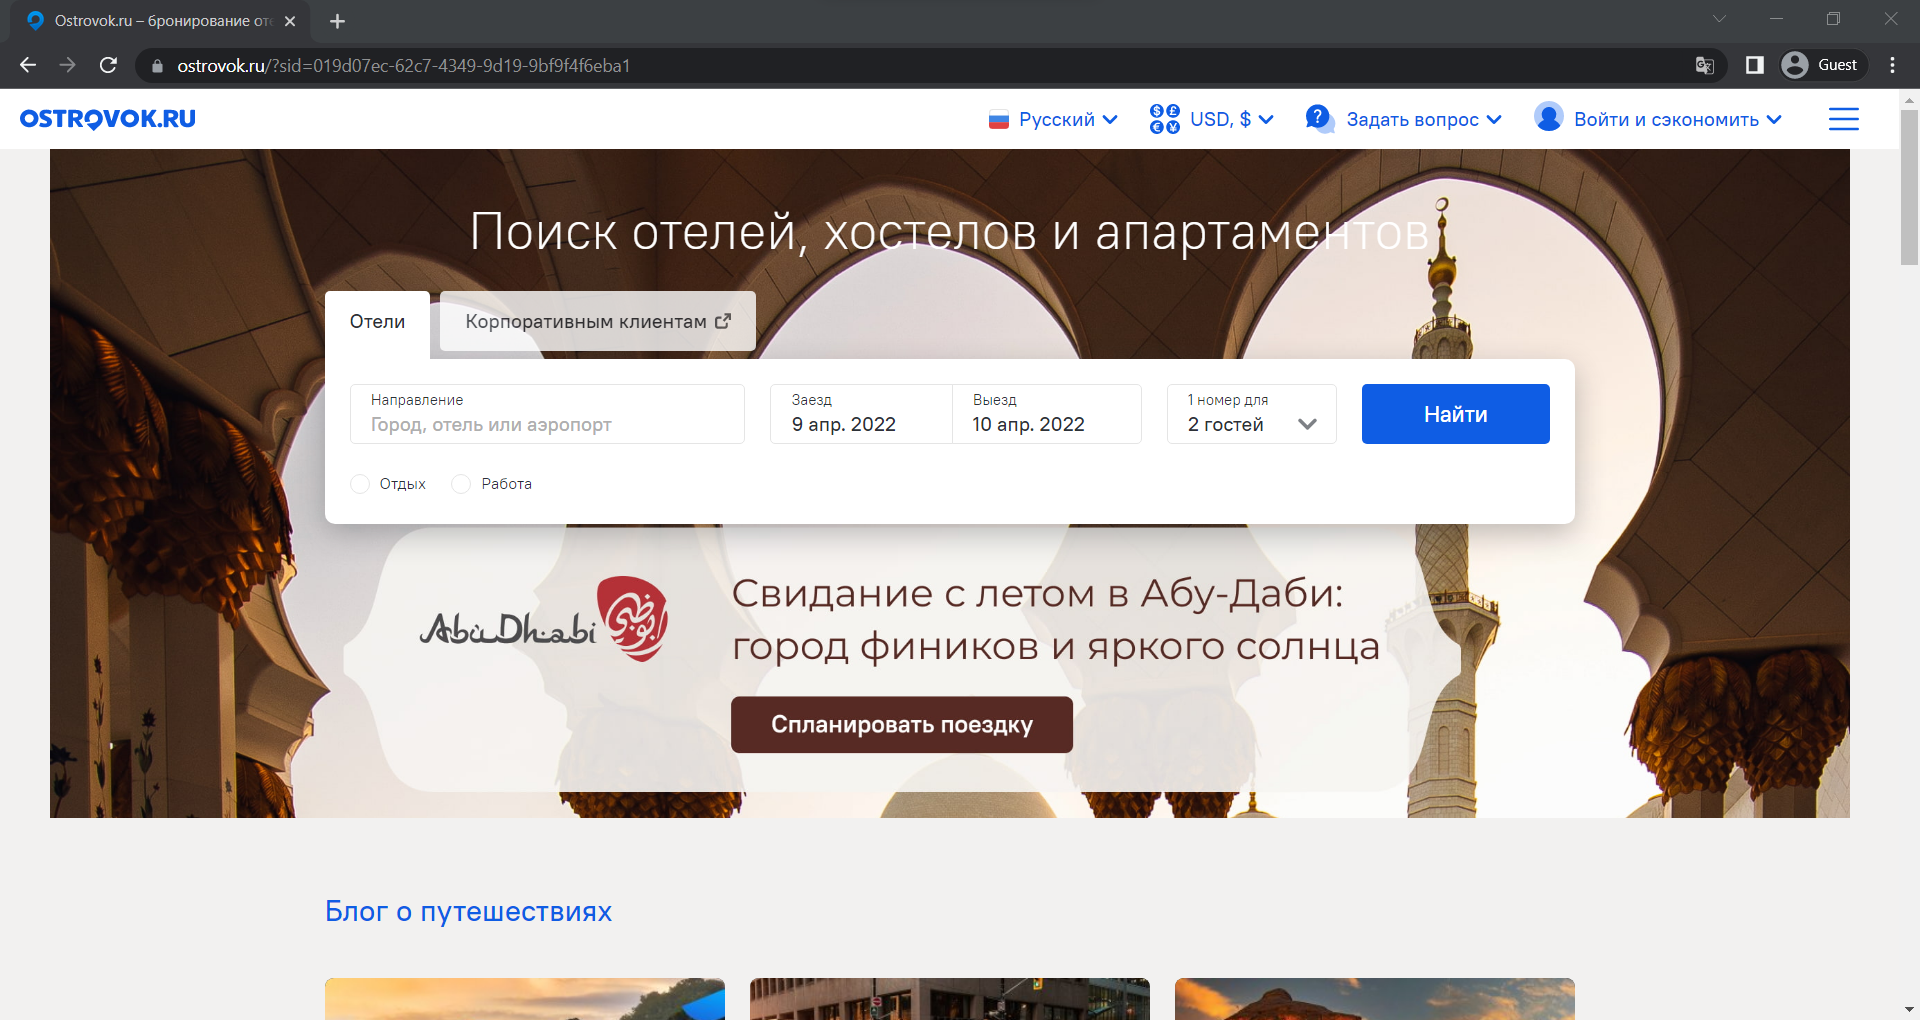 Ostrovok.ru – бронирование оте
ostrovok.ru/?sid=019d07ec-62c7-4349-9d19-9bf9f4f6eba1
Guest
OSTROVOK.RU
Русский
USD, $
Задать вопрос
Войти и сэкономить
Поиск отелей, хостелов и апартаментов
Отели
Корпоративным клиентам
Направление
Город, отель или аэропорт
Заезд
9 апр. 2022
Выезд
10 апр. 2022
1 номер для
2 гостей
Найти
Отдых
Работа
Abu Dhabi
أبوظبي
Свидание с летом в Абу-Даби:
город фиников и яркого солнца
Спланировать поездку
Блог о путешествиях